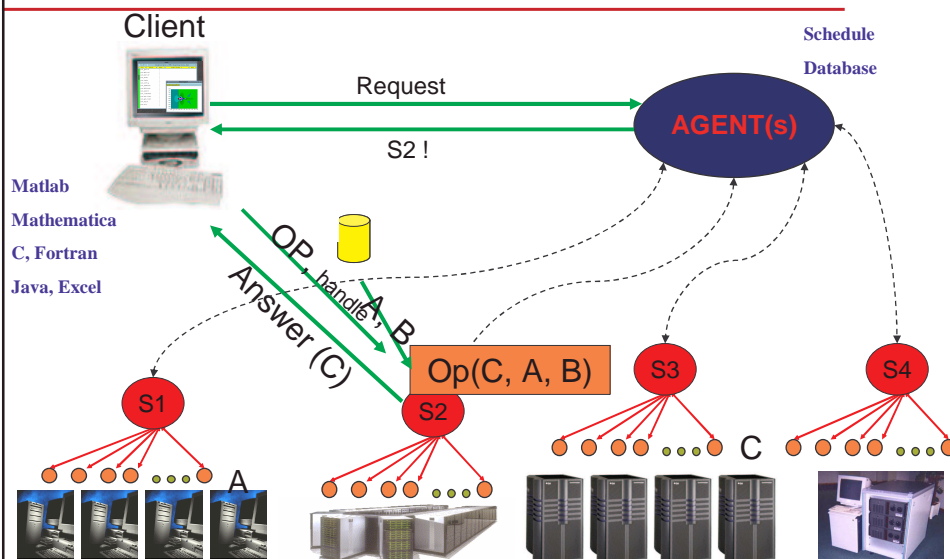 Client
Schedule
Database
Request
AGENT(s)
S2 !
Matlab
Mathematica
C, Fortran
Java, Excel
OP, handle
A, B
Answer (C)
Op(C, A, B)
S1
S2
S3
S4
A
C